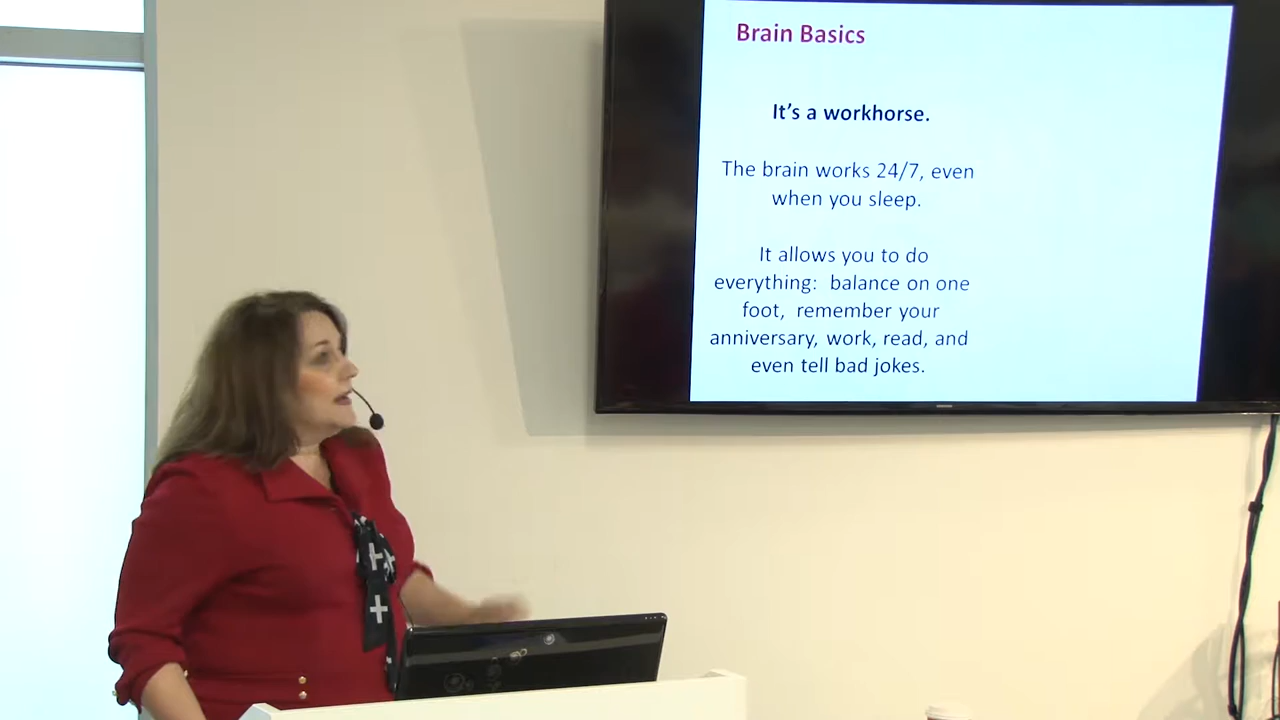 Brain Basics
It's a workhorse.
The brain works 24/7, even
when you sleep.
It allows you to do
everything:  balance on one
foot,  remember your
anniversary, work, read, and
even tell bad jokes.